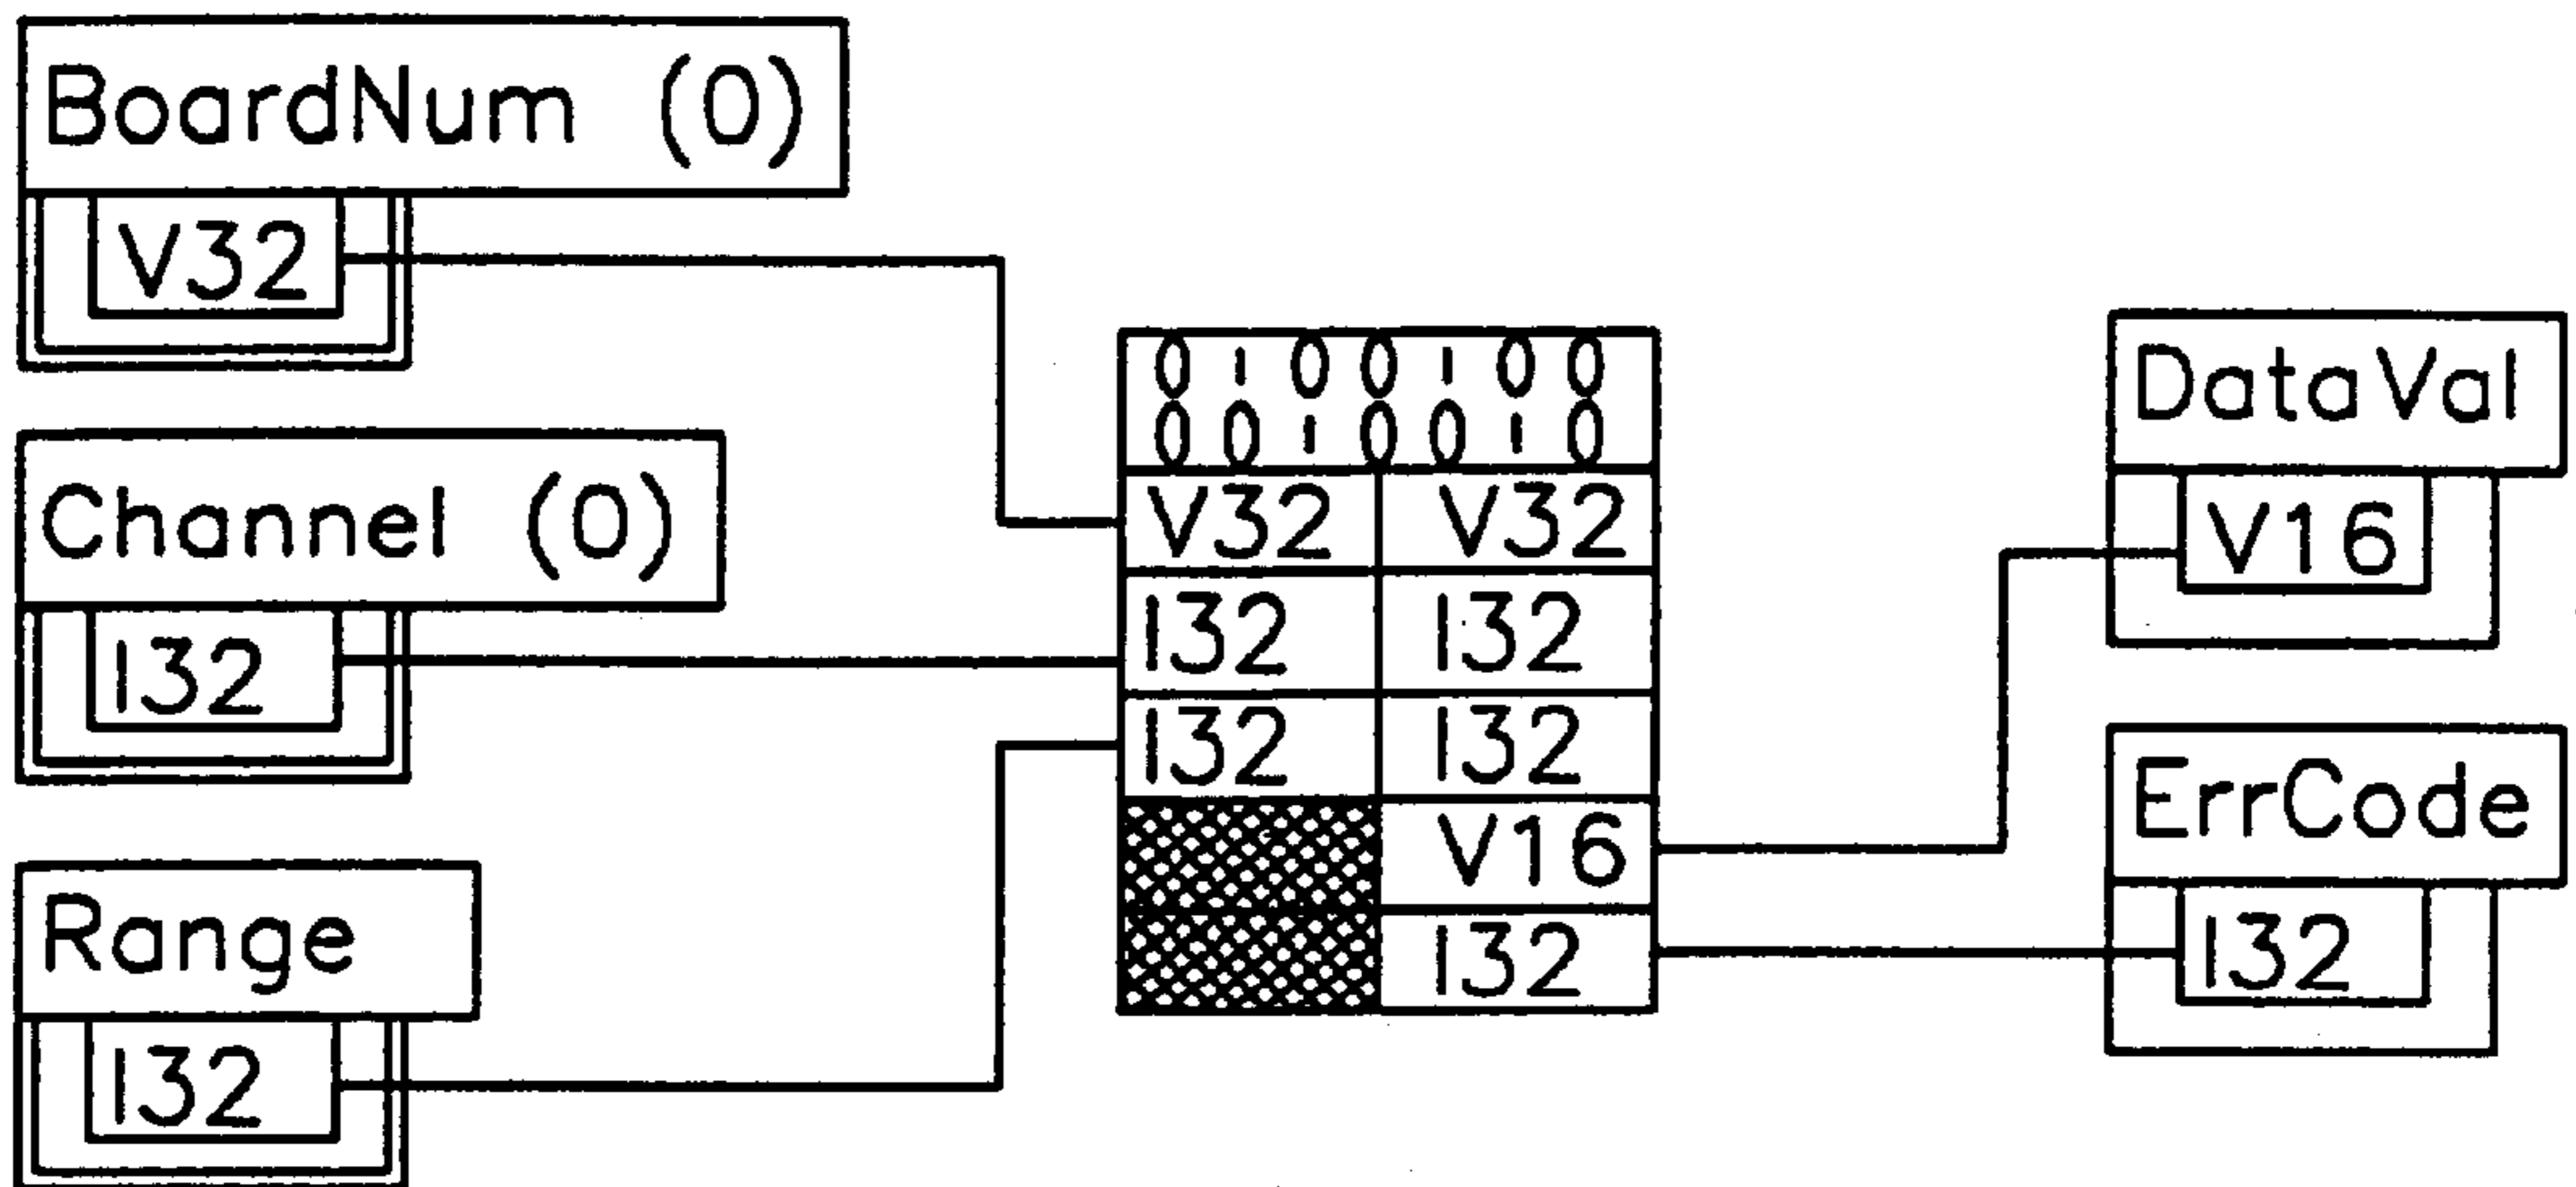 BoardNum (0)
V32
Channel (0)
I32
Range
I32
0 1 0 0 1 0 0
0 0 1 0 0 1 0
V32 V32
I32 I32
I32 I32
V16
I32
DataVal
V16
ErrCode
I32